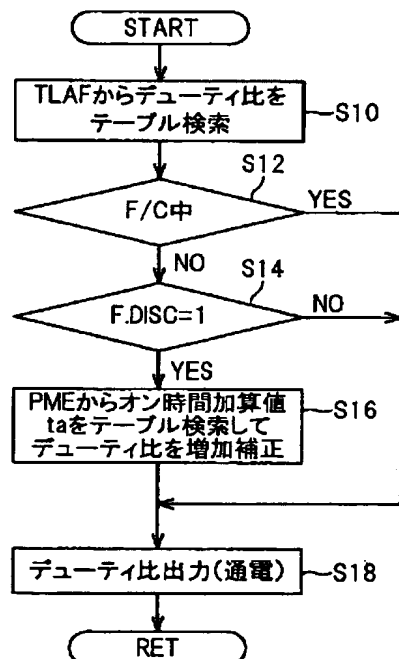 START
TLAFからデューティ比を
テーブル検索
S10
S12
F/C中
YES
NO
S14
F.DISC=1
NO
YES
PMEからオン時間加算値
taをテーブル検索して
デューティ比を増加補正
S16
デューティ比出力(通電)
S18
RET